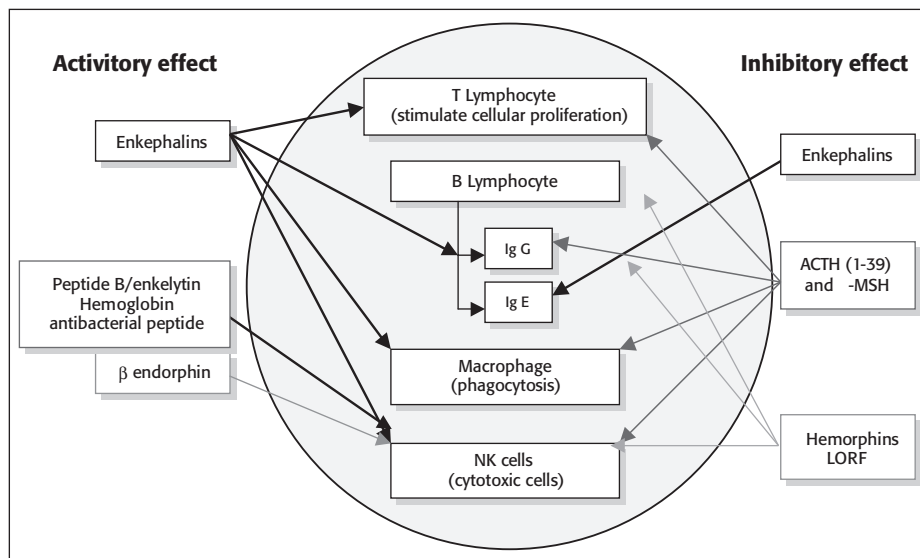 Activitory effect
Inhibitory effect
T Lymphocyte
(stimulate cellular proliferation)
Enkephalins
Enkephalins
B Lymphocyte
Ig G
Ig E
Peptide B/enkelytin
Hemoglobin
antibacterial peptide
ACTH (1-39)
and -MSH
β endorphin
Macrophage
(phagocytosis)
Hemorphins
LORF
NK cells
(cytotoxic cells)